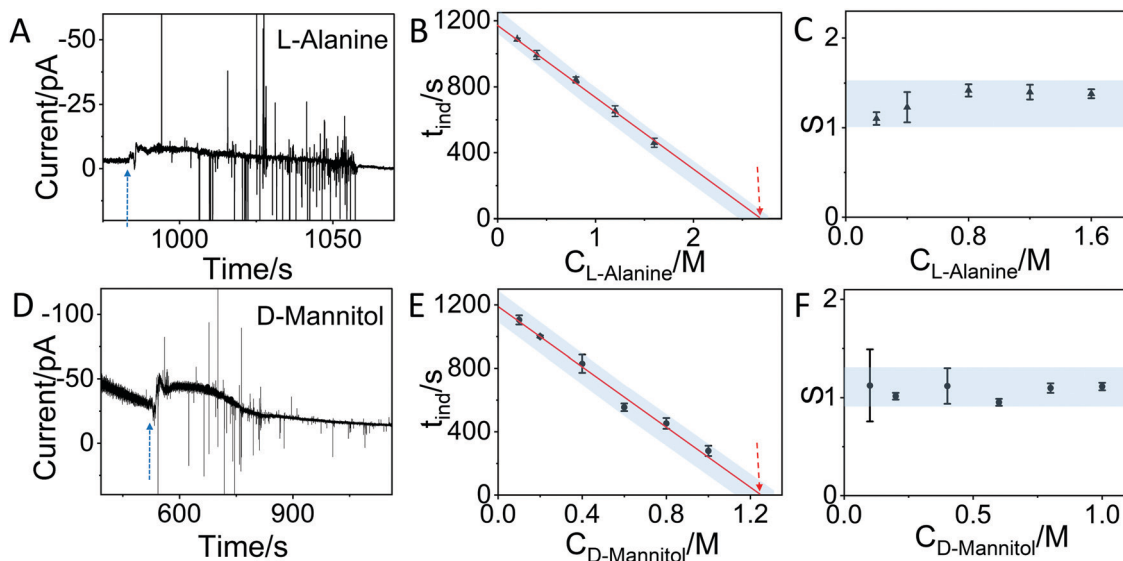 A
L-Alanine
-50
-25
0
Current/pA
1000
1050
Time/s
B
1200
800
400
0
t_ind/s
0
1
2
C_L-Alanine/M
C
2
1
S
0.0
0.8
1.6
C_L-Alanine/M
D
D-Mannitol
-100
-50
0
Current/pA
600
900
Time/s
E
1200
800
400
0
t_ind/s
0.0
0.4
0.8
1.2
C_D-Mannitol/M
F
2
1
0
S
0.0
0.5
1.0
C_D-Mannitol/M